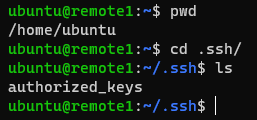 ubuntu@remote1:~$ pwd
/home/ubuntu
ubuntu@remote1:~$ cd .ssh/
ubuntu@remote1:~/.ssh$ ls
authorized_keys
ubuntu@remote1:~/.ssh$